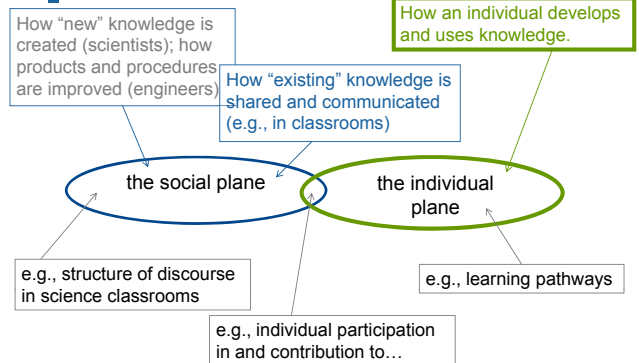 How “new” knowledge is
created (scientists); how
products and procedures
are improved (engineers)
How an individual develops
and uses knowledge.
How “existing” knowledge is
shared and communicated
(e.g., in classrooms)
the social plane
the individual
plane
e.g., structure of discourse
in science classrooms
e.g., learning pathways
e.g., individual participation
in and contribution to…